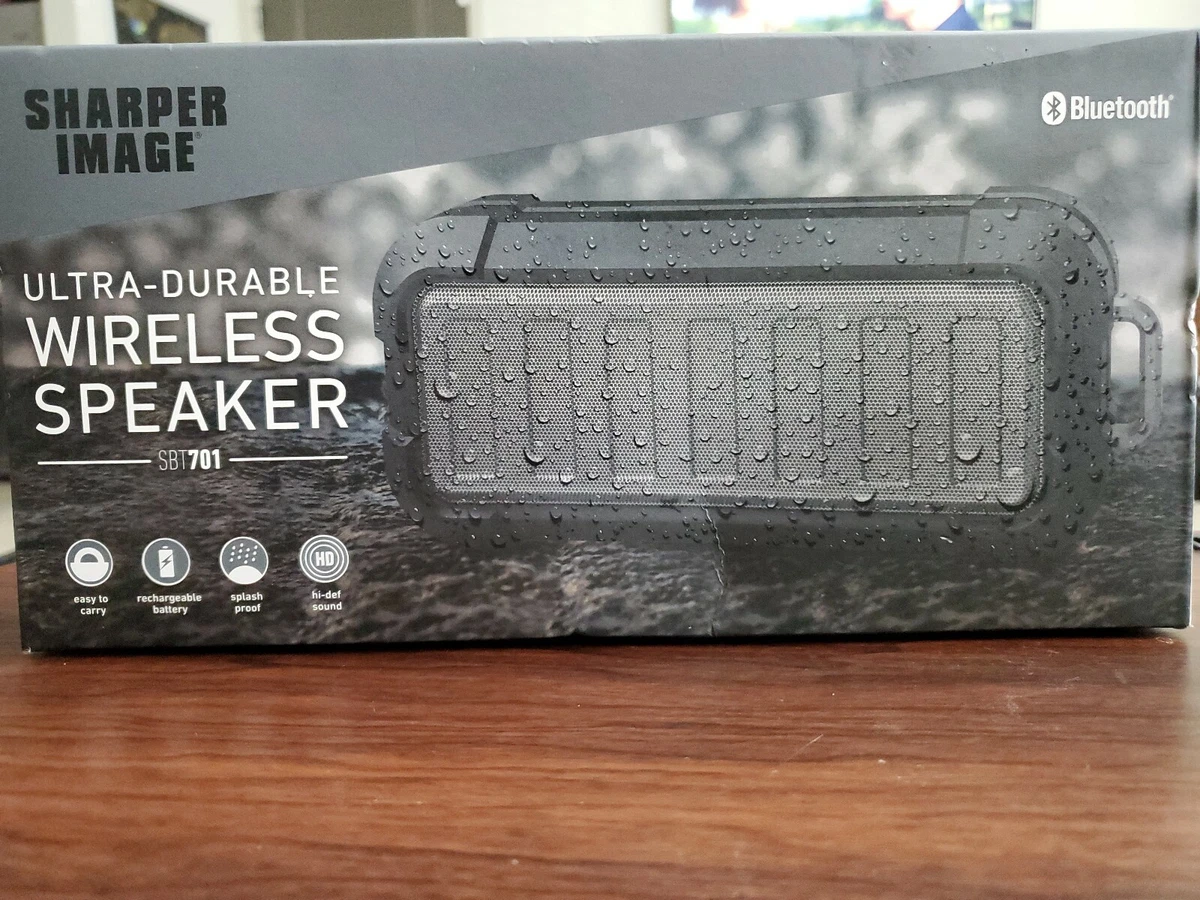 SHARPER
IMAGE®
Bluetooth®
ULTRA-DURABLE
WIRELESS
SPEAKER
SBT701
easy to
carry
rechargeable
battery
splash
proof
HD
hi-def
sound